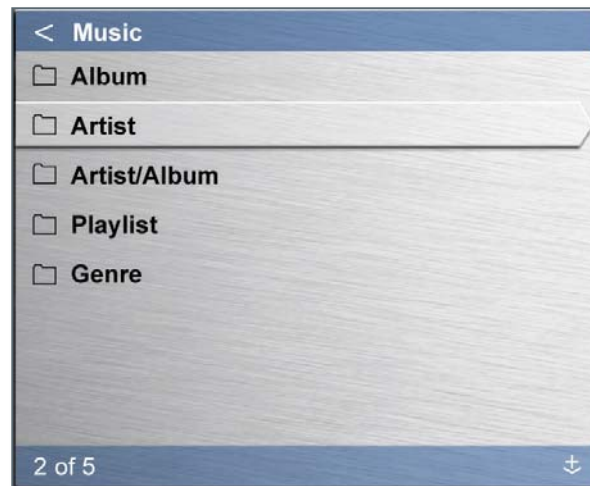 < Music
Album
Artist
Artist/Album
Playlist
Genre
2 of 5